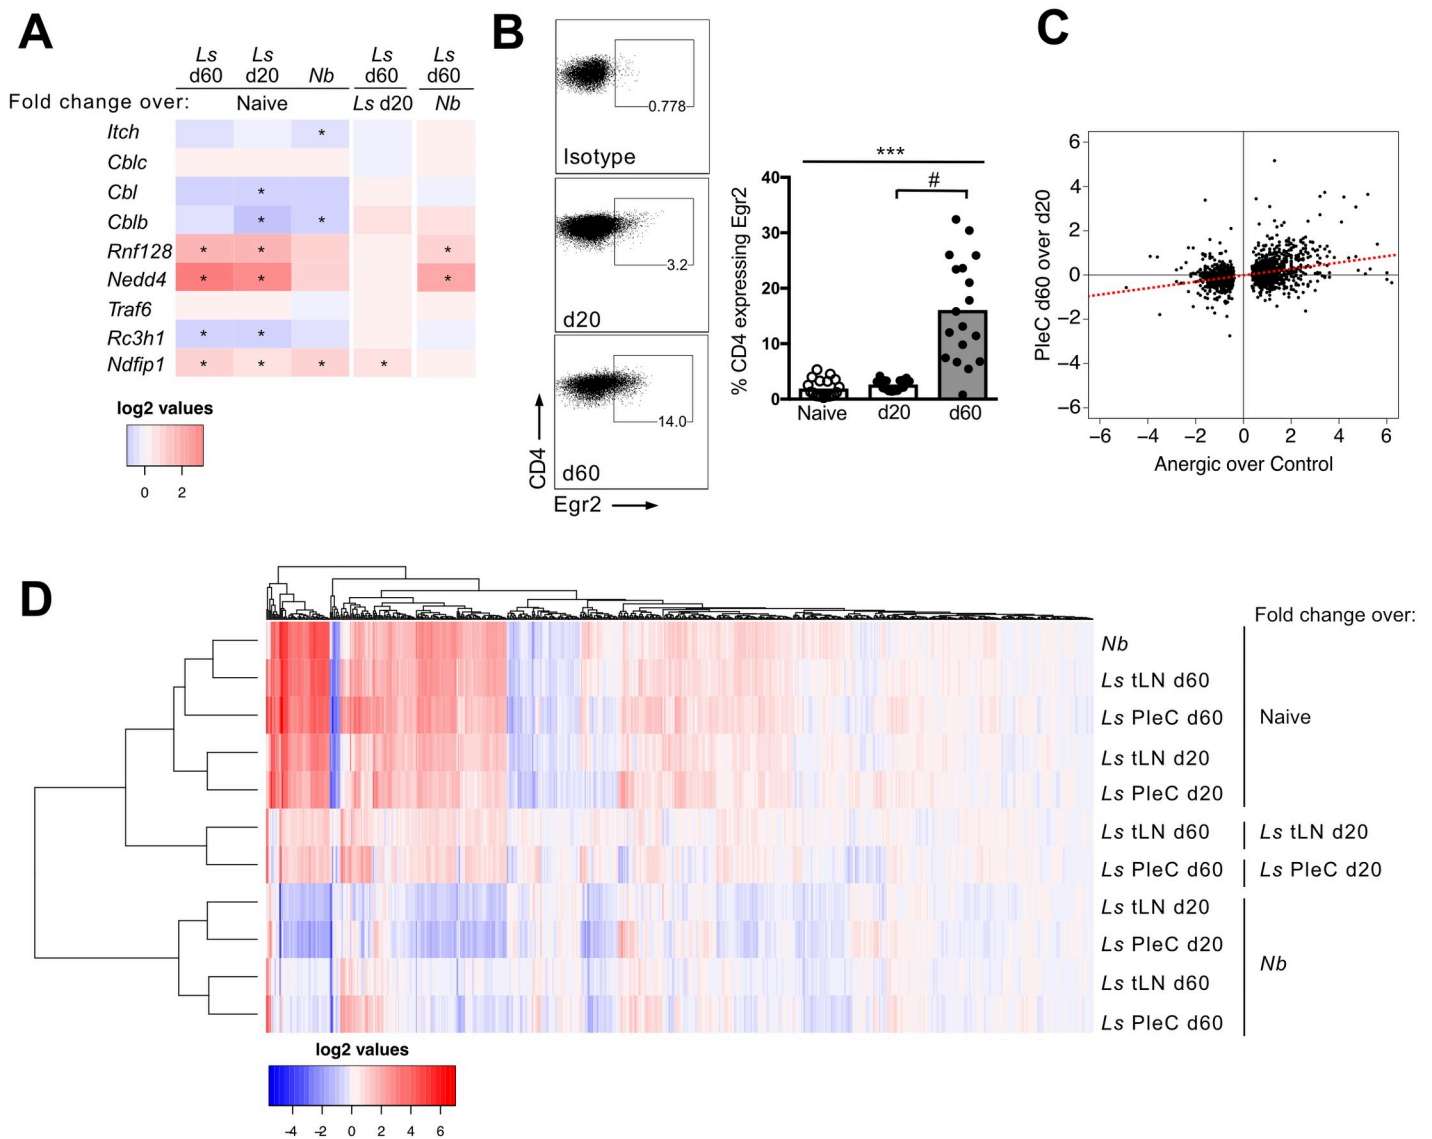 A
Ls Ls Ls Ls
d60 d20 Nb d60 d60
Fold change over: Naive Ls d20 Nb
Itch *
Cblc
Cbl *
Cblb * *
Rnf128 * * *
Nedd4 * * *
Traf6
Rc3h1 * *
Ndfip1 * * * *
log2 values
0 2
B
0.778
Isotype
3.2
d20
14.0
d60
CD4
Egr2
% CD4 expressing Egr2
***
#
40
30
20
10
0
Naive d20 d60
C
PleC d60 over d20
6
4
2
0
−2
−4
−6
−6 −4 −2 0 2 4 6
Anergic over Control
D
Fold change over:
Nb
Ls tLN d60
Ls PleC d60 Naive
Ls tLN d20
Ls PleC d20
Ls tLN d60 Ls tLN d20
Ls PleC d60 Ls PleC d20
Ls tLN d20
Ls PleC d20
Nb
Ls tLN d60
Ls PleC d60
log2 values
-4 -2 0 2 4 6